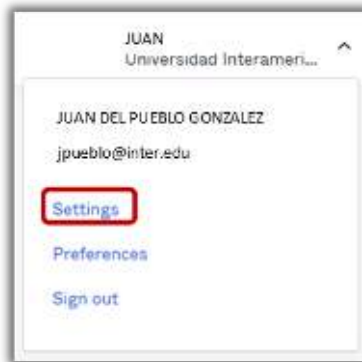 JUAN
Universidad Interameri...
JUAN DEL PUEBLO GONZALEZ
jpueblo@inter.edu
Settings
Preferences
Sign out